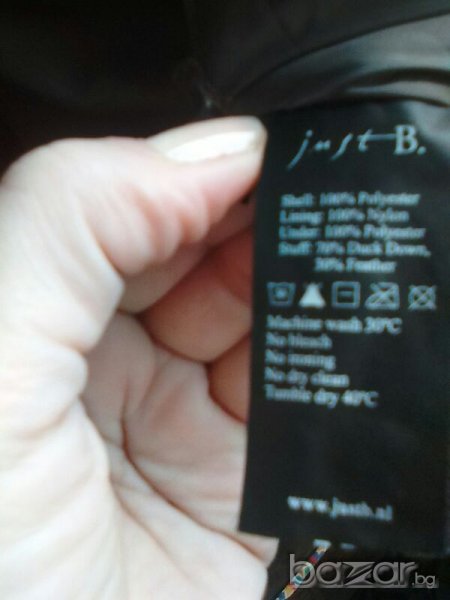 just B.
Shell: 100% Polyester
Lining: 100% Nylon
Under: 100% Polyester
Stuff: 70% Duck Down,
30% Feather
Machine wash 30°C
No bleach
No ironing
No dry clean
Tumble dry 40°C
www.justb.nl
bazar.bg